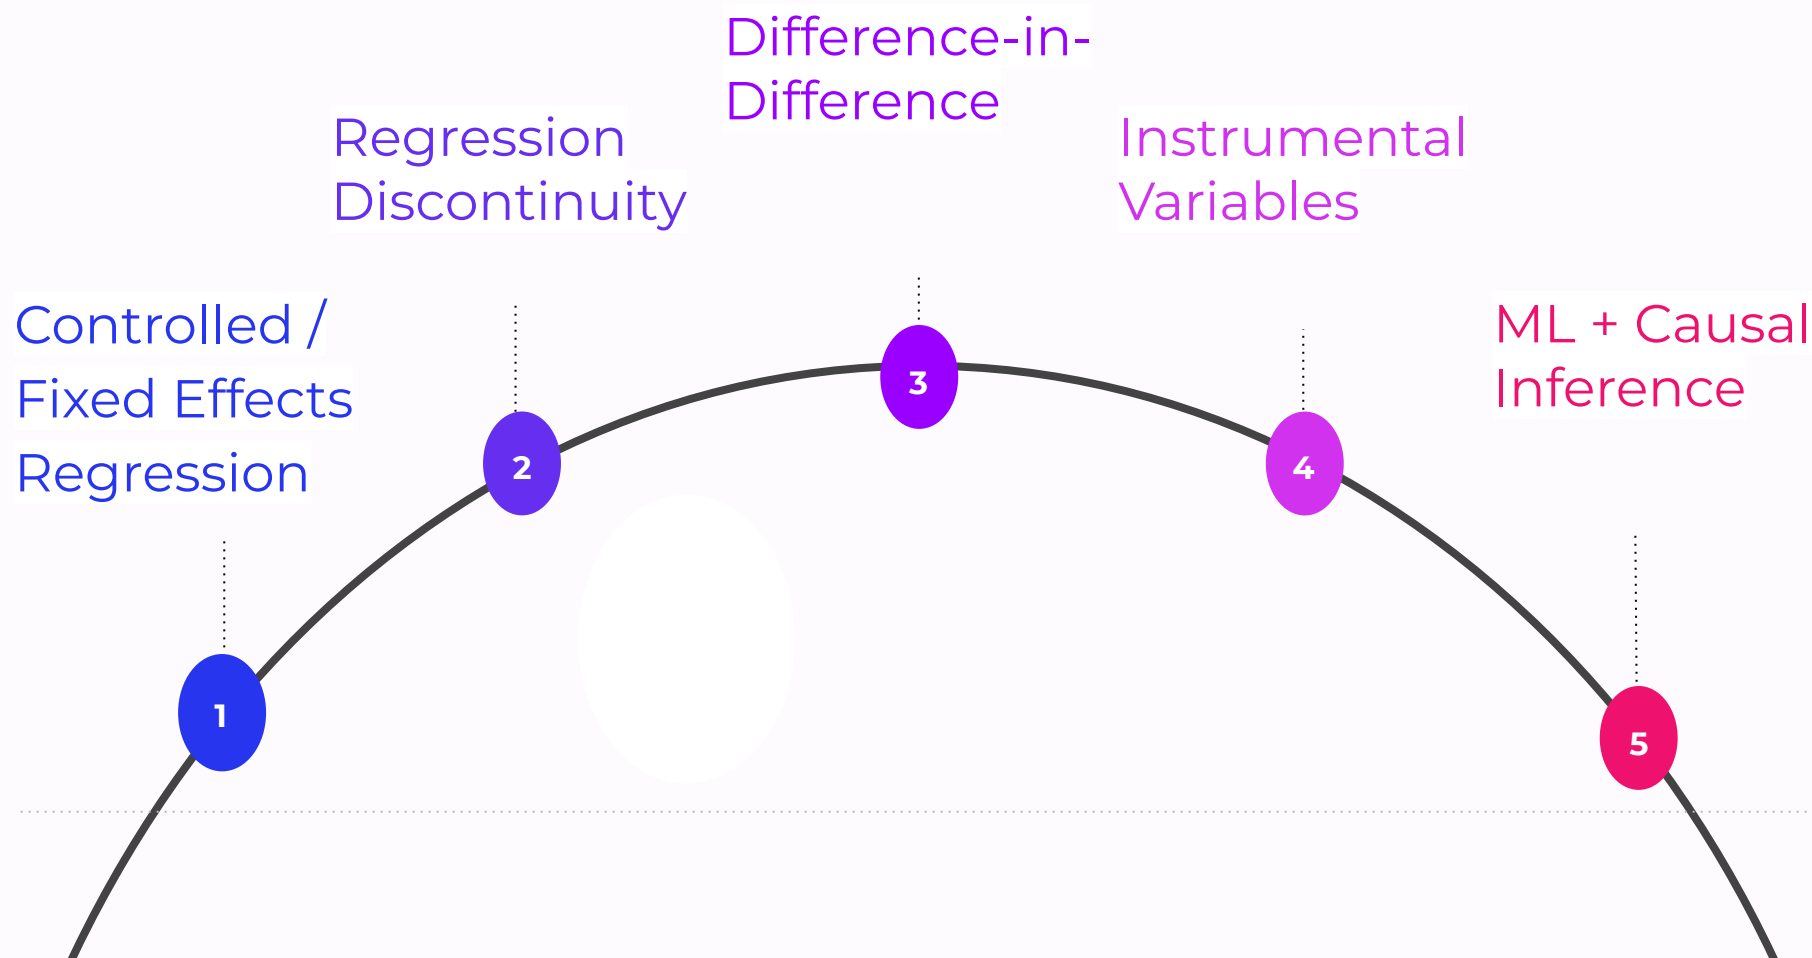 Controlled /
Fixed Effects
Regression
1
Regression
Discontinuity
2
Difference-in-
Difference
3
Instrumental
Variables
4
ML + Causal
Inference
5